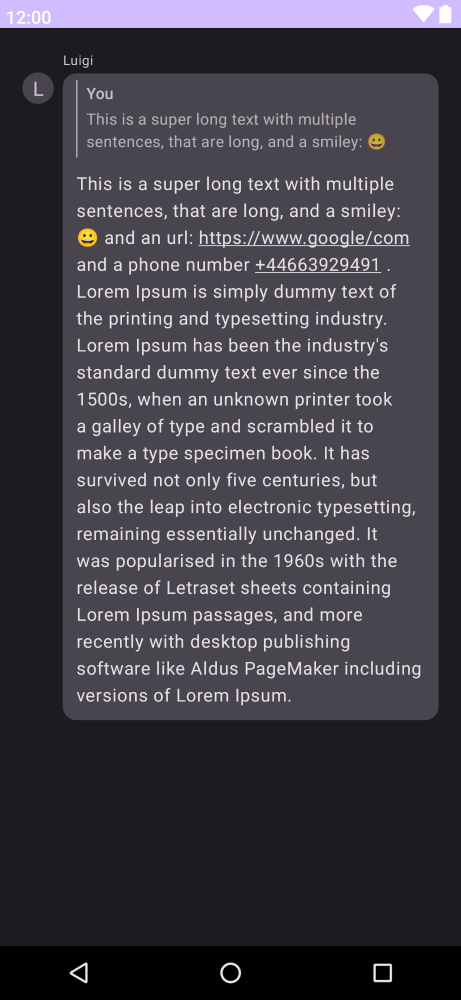 12:00
Luigi
L
You
This is a super long text with multiple
sentences, that are long, and a smiley: 😀
This is a super long text with multiple
sentences, that are long, and a smiley:
😀 and an url: https://www.google/com
and a phone number +44663929491 .
Lorem Ipsum is simply dummy text of
the printing and typesetting industry.
Lorem Ipsum has been the industry's
standard dummy text ever since the
1500s, when an unknown printer took
a galley of type and scrambled it to
make a type specimen book. It has
survived not only five centuries, but
also the leap into electronic typesetting,
remaining essentially unchanged. It
was popularised in the 1960s with the
release of Letraset sheets containing
Lorem Ipsum passages, and more
recently with desktop publishing
software like Aldus PageMaker including
versions of Lorem Ipsum.